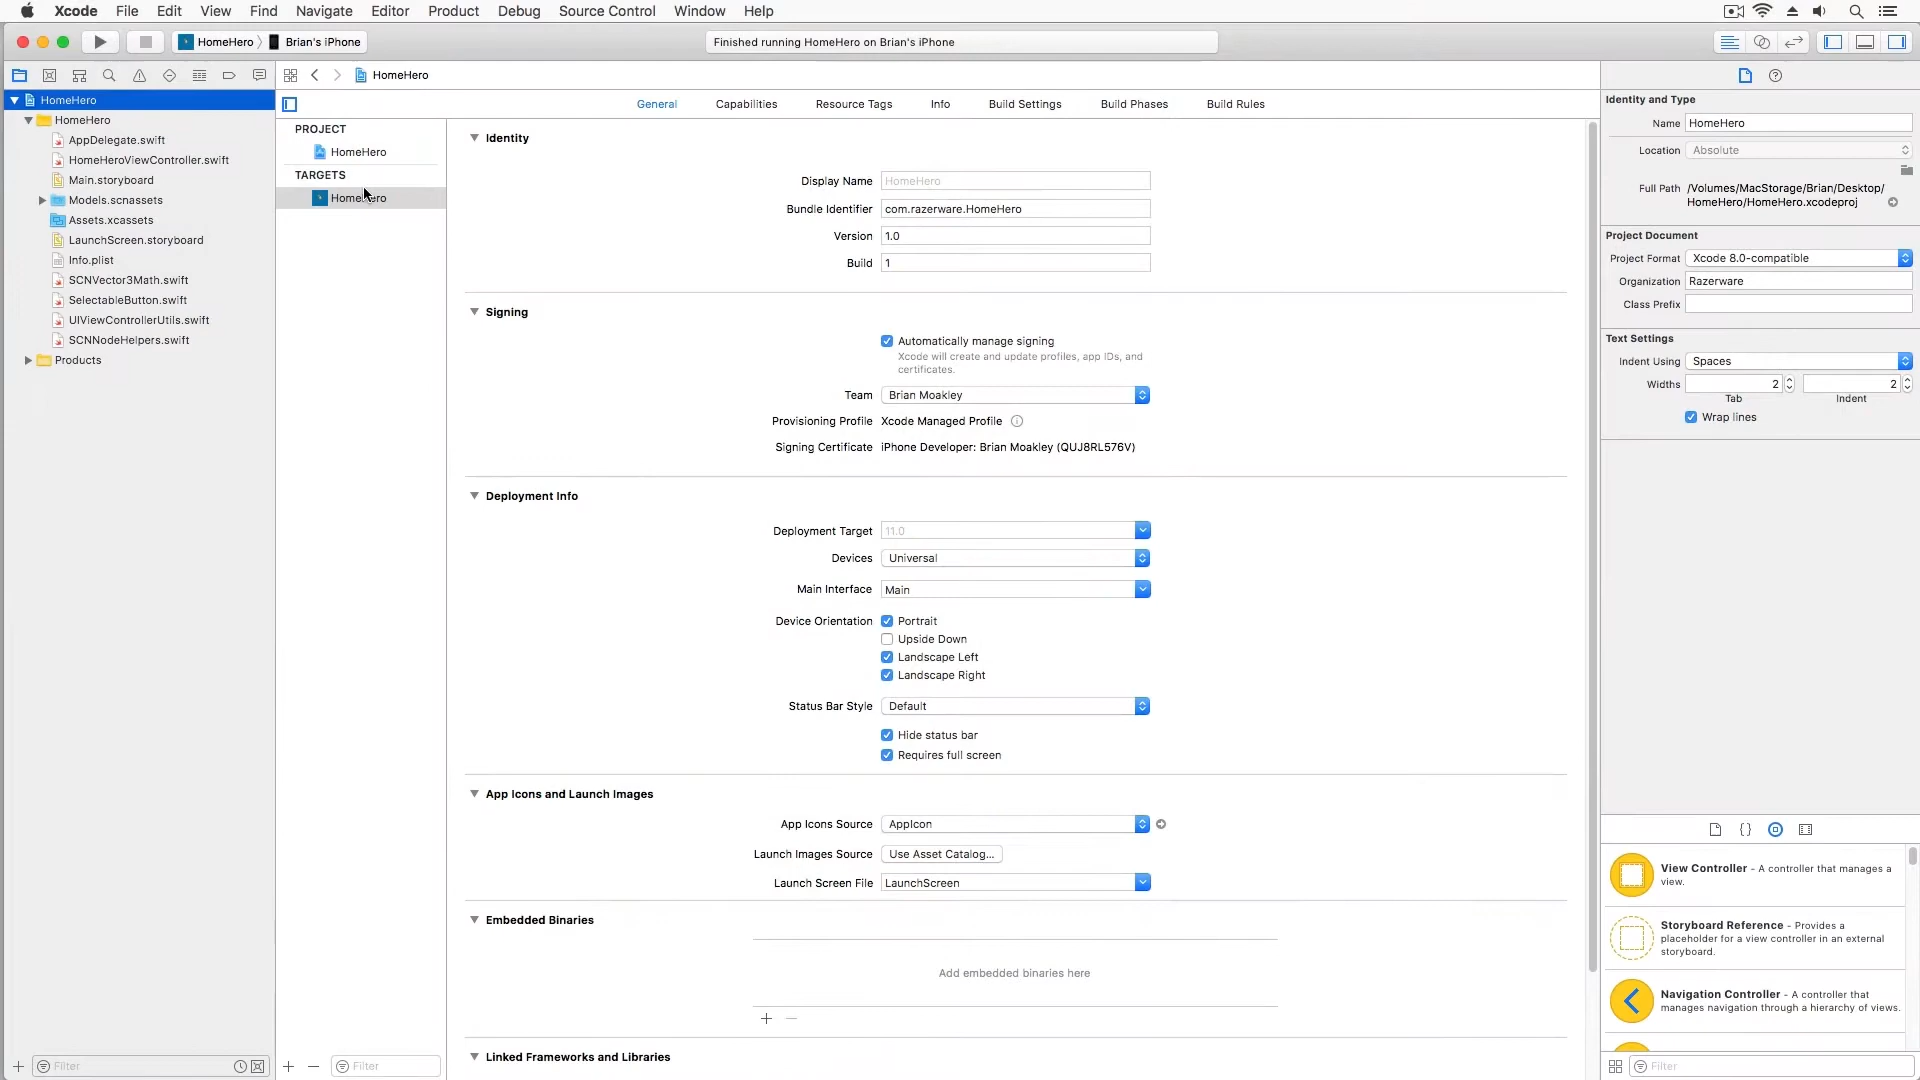 Xcode File Edit View Find Navigate Editor Product Debug Source Control Window Help
HomeHero Brian's iPhone
Finished running HomeHero on Brian's iPhone
HomeHero
HomeHero
HomeHero
AppDelegate.swift
HomeHeroViewController.swift
Main.storyboard
Models.scnassets
Assets.xcassets
LaunchScreen.storyboard
Info.plist
SCNVector3Math.swift
SelectableButton.swift
UIViewControllerUtils.swift
SCNNodeHelpers.swift
Products
Filter
General Capabilities Resource Tags Info Build Settings Build Phases Build Rules
PROJECT
HomeHero
TARGETS
HomeHero
Filter
Identity
Display Name HomeHero
Bundle Identifier com.razerware.HomeHero
Version 1.0
Build 1
Signing
Automatically manage signing
Xcode will create and update profiles, app IDs, and
certificates.
Team Brian Moakley
Provisioning Profile Xcode Managed Profile
Signing Certificate iPhone Developer: Brian Moakley (QUJ8RL576V)
Deployment Info
Deployment Target 11.0
Devices Universal
Main Interface Main
Device Orientation Portrait
Upside Down
Landscape Left
Landscape Right
Status Bar Style Default
Hide status bar
Requires full screen
App Icons and Launch Images
App Icons Source AppIcon
Launch Images Source Use Asset Catalog...
Launch Screen File LaunchScreen
Embedded Binaries
Add embedded binaries here
Linked Frameworks and Libraries
Identity and Type
Name HomeHero
Location Absolute
Full Path /Volumes/MacStorage/Brian/Desktop/
HomeHero/HomeHero.xcodeproj
Project Document
Project Format Xcode 8.0-compatible
Organization Razerware
Class Prefix
Text Settings
Indent Using Spaces
Widths 2 2
Tab Indent
Wrap lines
View Controller - A controller that manages a
view.
Storyboard Reference - Provides a
placeholder for a view controller in an external
storyboard.
Navigation Controller - A controller that
manages navigation through a hierarchy of views.
Filter